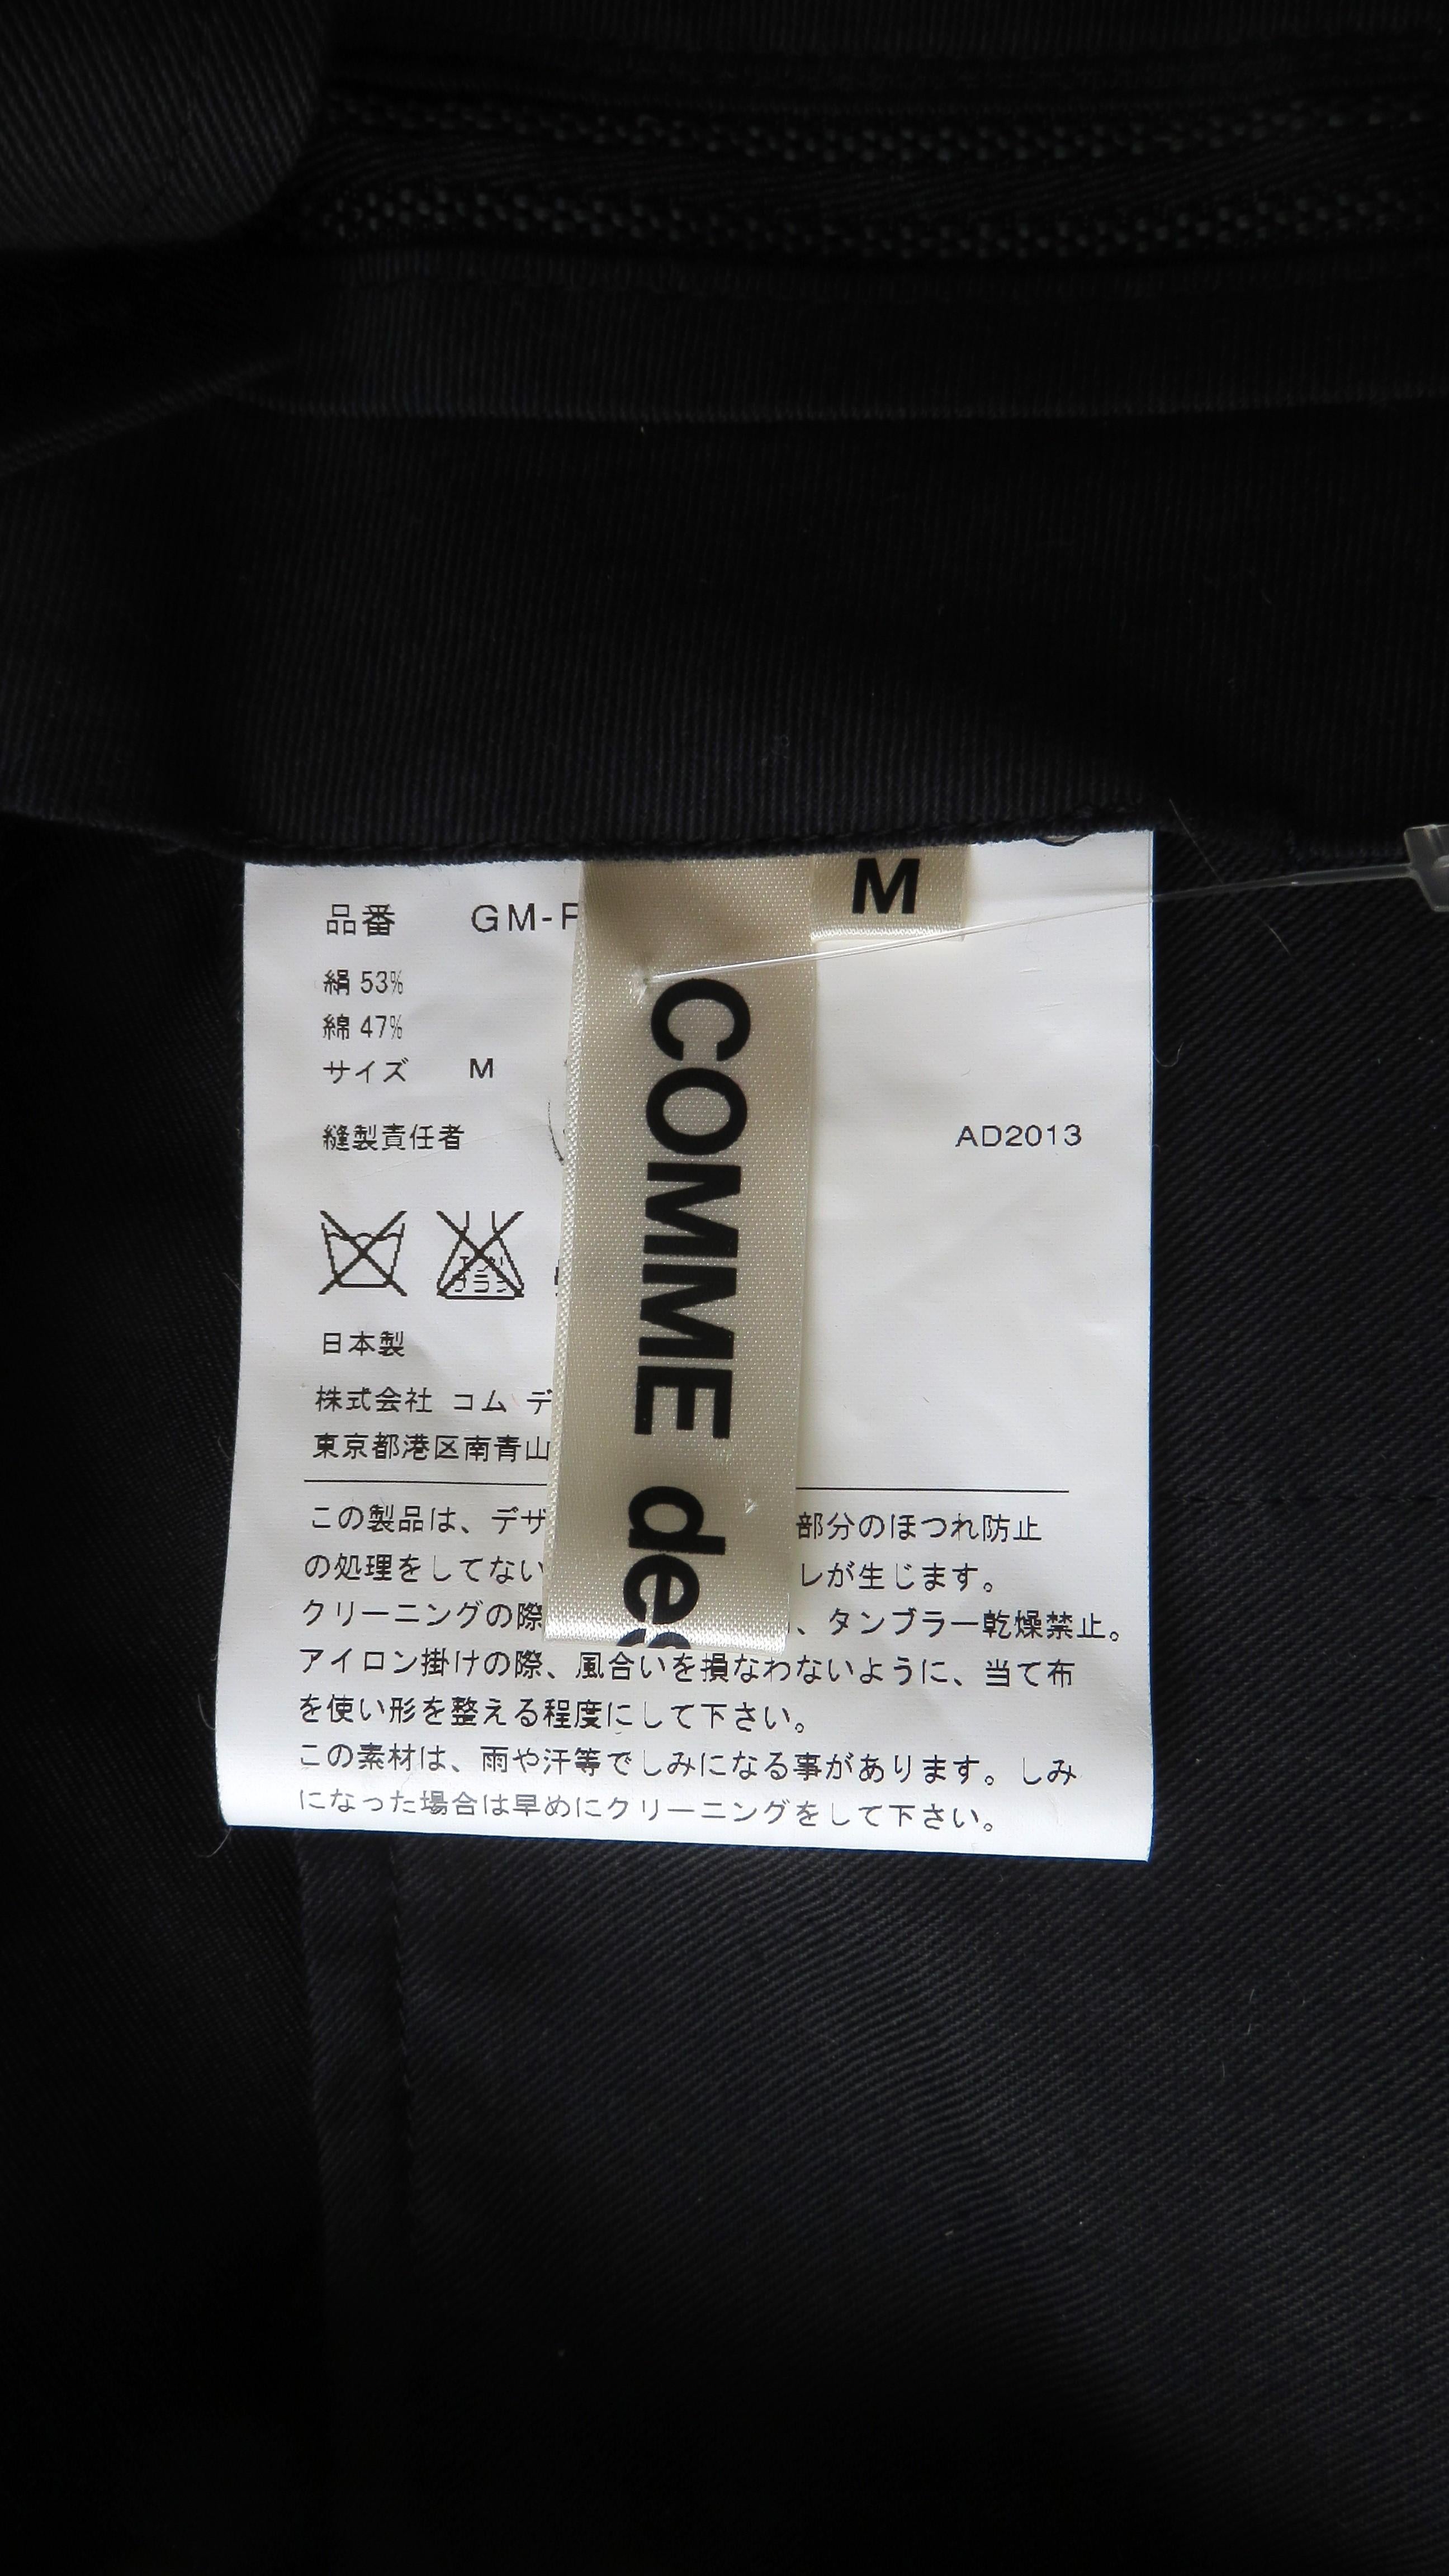 M
品番 GM-P
絹 53%
綿 47%
サイズ M
縫製責任者
AD2013
エンソ
サラシ
日本製
株式会社 コム デ
東京都港区南青山
この製品は、デザ
部分のほつれ防止
の処理をしてない
レが生じます。
クリーニングの際
、タンブラー乾燥禁止。
アイロン掛けの際、風合いを損なわないように、当て布
を使い形を整える程度にして下さい。
この素材は、雨や汗等でしみになる事があります。しみ
になった場合は早めにクリーニングをして下さい。
COMME des